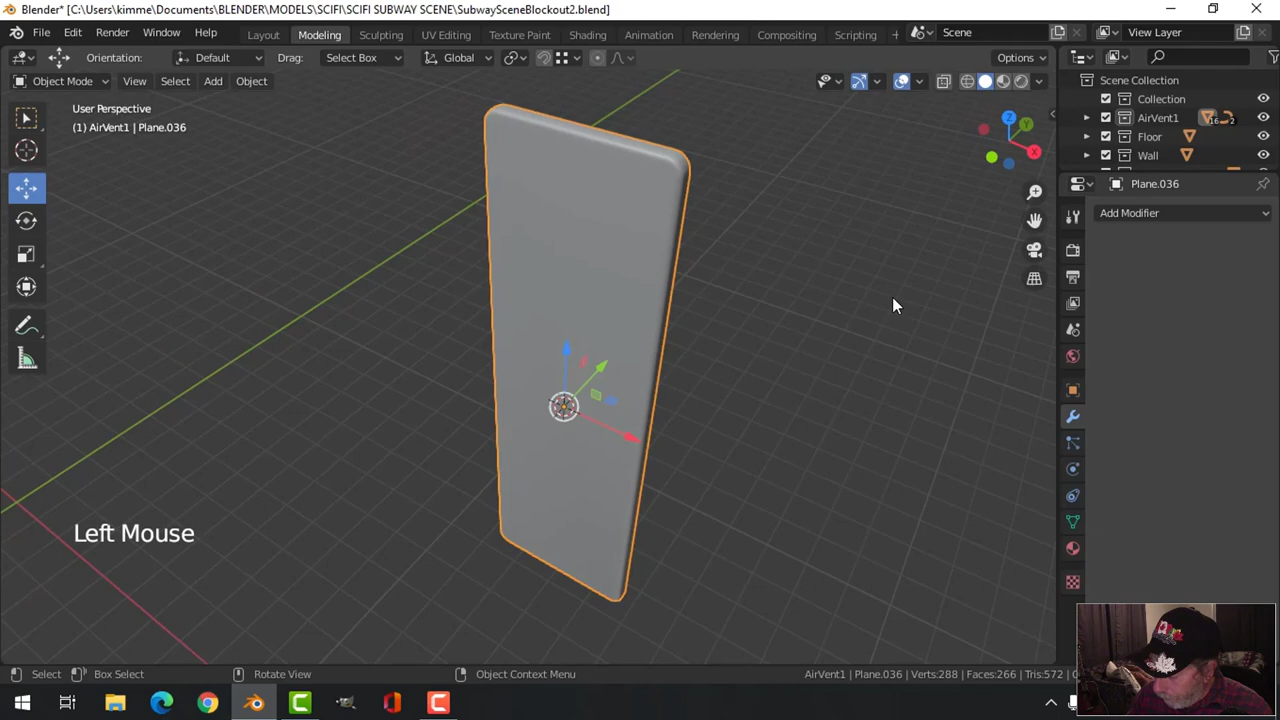 Blender* [C:\Users\kimme\Documents\BLENDER\MODELS\SCIFI\SCIFI SUBWAY SCENE\SubwaySceneBlockout2.blend]
File Edit Render Window Help Layout Modeling Sculpting UV Editing Texture Paint Shading Animation Rendering Compositing Scripting + Scene View Layer
Orientation: Default Drag: Select Box Global Options
Object Mode View Select Add Object
User Perspective
(1) AirVent1 | Plane.036
Scene Collection
Collection
AirVent1 16 2
Floor
Wall
Plane.036
Add Modifier
Z
Y
X
Left Mouse
Select Box Select Rotate View Object Context Menu AirVent1 | Plane.036 | Verts:288 | Faces:266 | Tris:572 |